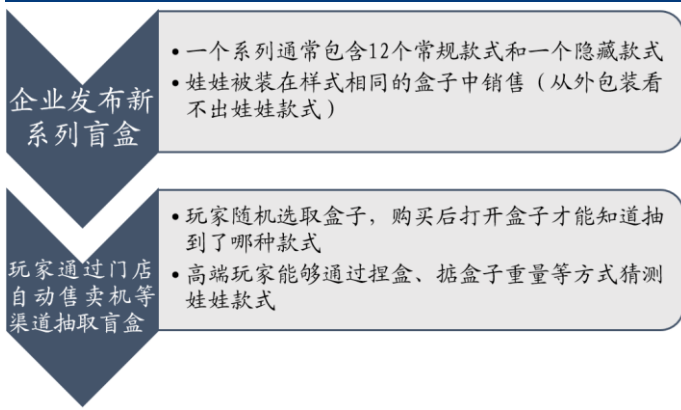 企业发布新
系列盲盒
•一个系列通常包含12个常规款式和一个隐藏款式
•娃娃被装在样式相同的盒子中销售（从外包装看
不出娃娃款式）
玩家通过门店
自动售卖机等
渠道抽取盲盒
•玩家随机选取盒子，购买后打开盒子才能知道抽
到了哪种款式
•高端玩家能够通过捏盒、掂盒子重量等方式猜测
娃娃款式